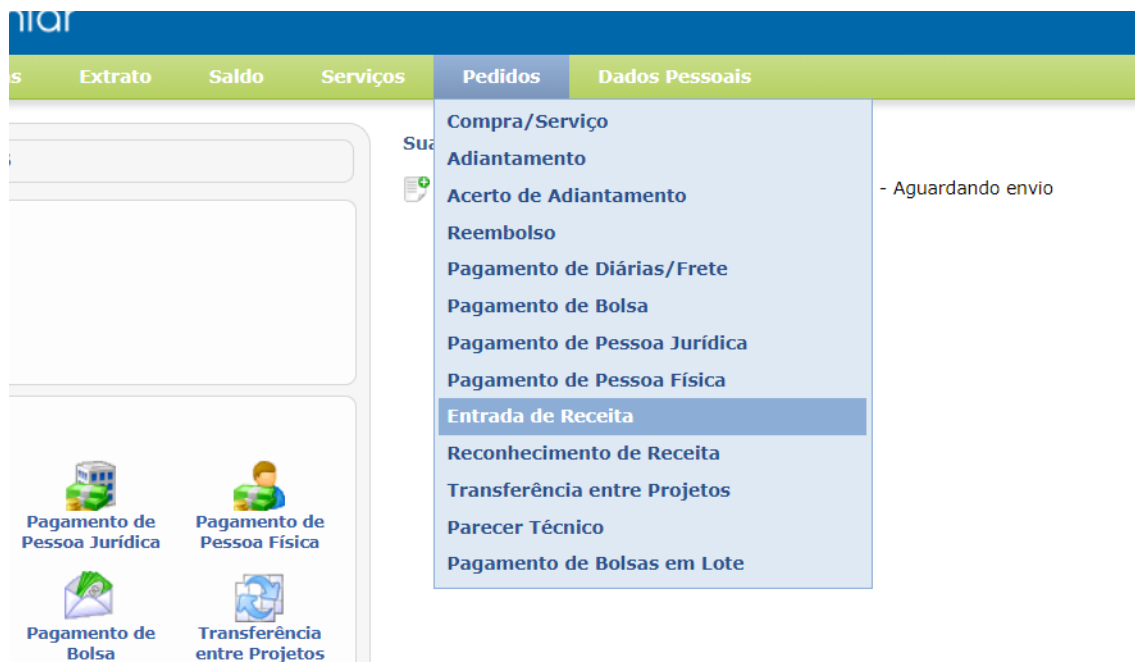 Extrato Saldo Serviços Pedidos Dados Pessoais
Compra/Serviço
Adiantamento
- Aguardando envio
Acerto de Adiantamento
Reembolso
Pagamento de Diárias/Frete
Pagamento de Bolsa
Pagamento de Pessoa Jurídica
Pagamento de Pessoa Física
Entrada de Receita
Reconhecimento de Receita
Transferência entre Projetos
Parecer Técnico
Pagamento de Bolsas em Lote
Pagamento de
Pessoa Jurídica
Pagamento de
Pessoa Física
Pagamento de
Bolsa
Transferência
entre Projetos